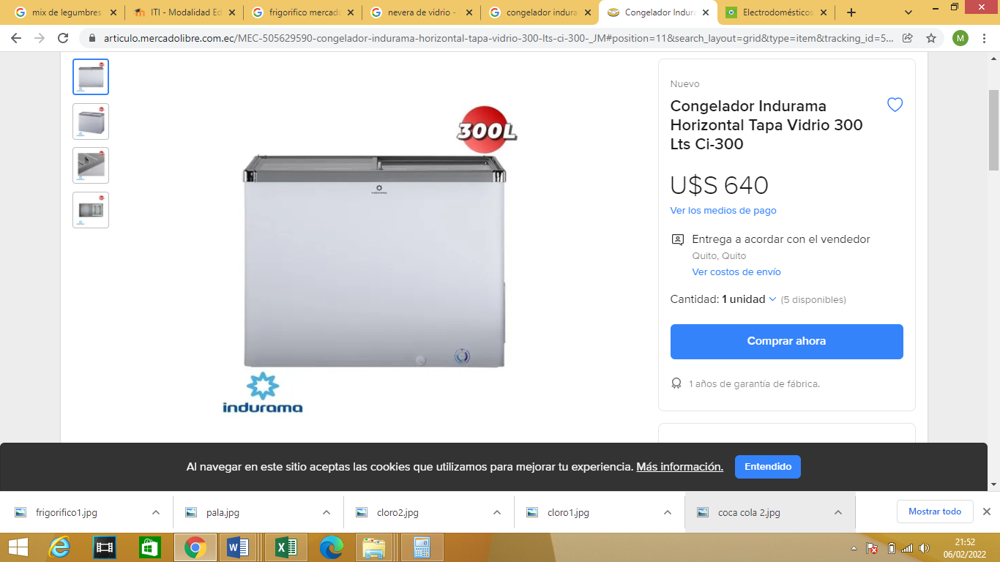 mix de legumbres
ITI - Modalidad Ed
frigorifico mercado
nevera de vidrio -
congelador indura
Congelador Indura
Electrodomésticos
articulo.mercadolibre.com.ec/MEC-505629590-congelador-indurama-horizontal-tapa-vidrio-300-lts-ci-300-_JM#position=11&search_layout=grid&type=item&tracking_id=5...
M
300L
indurama
indurama
Nuevo
Congelador Indurama
Horizontal Tapa Vidrio 300
Lts Ci-300
U$S 640
Ver los medios de pago
Entrega a acordar con el vendedor
Quito, Quito
Ver costos de envío
Cantidad: 1 unidad (5 disponibles)
Comprar ahora
1 años de garantía de fábrica.
Al navegar en este sitio aceptas las cookies que utilizamos para mejorar tu experiencia. Más información.
Entendido
frigorifico1.jpg
pala.jpg
cloro2.jpg
cloro1.jpg
coca cola 2.jpg
Mostrar todo
21:52
06/02/2022